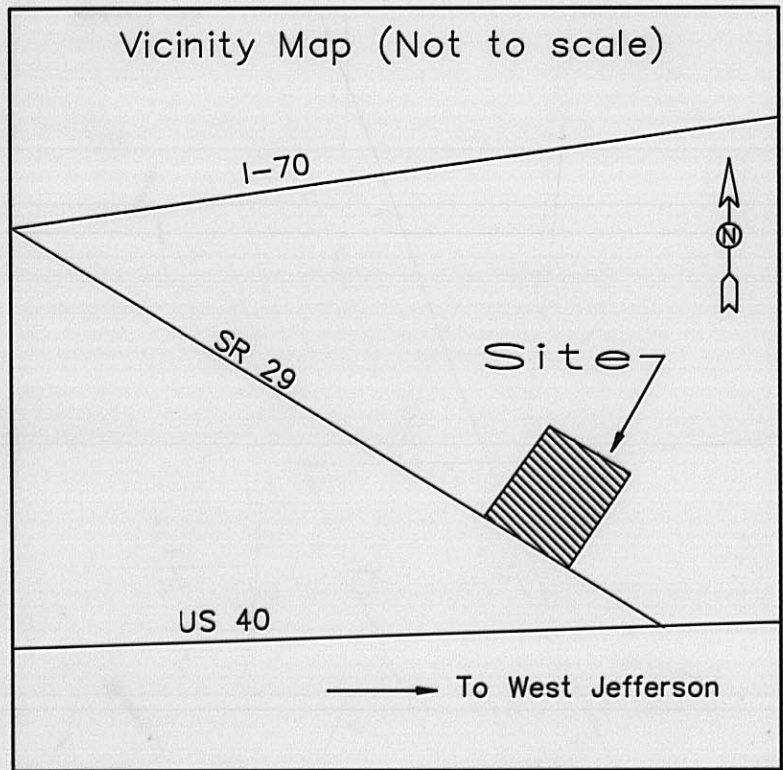 Vicinity Map (Not to scale)
I-70
N
SR 29
Site
US 40
To West Jefferson